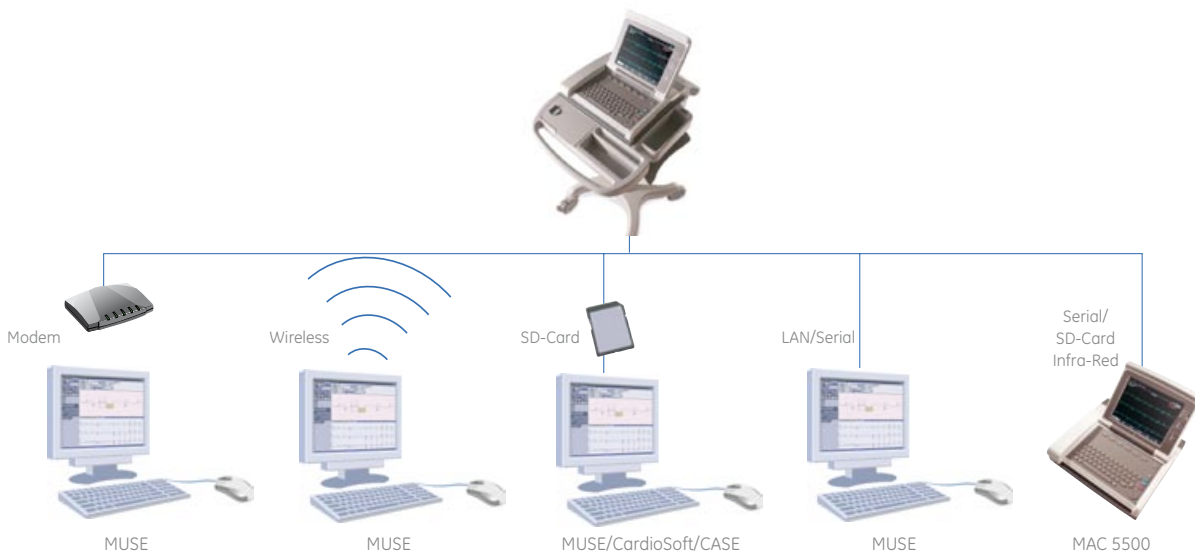 Modem
Wireless
SD-Card
LAN/Serial
Serial/
SD-Card
Infra-Red
MUSE
MUSE
MUSE/CardioSoft/CASE
MUSE
MAC 5500